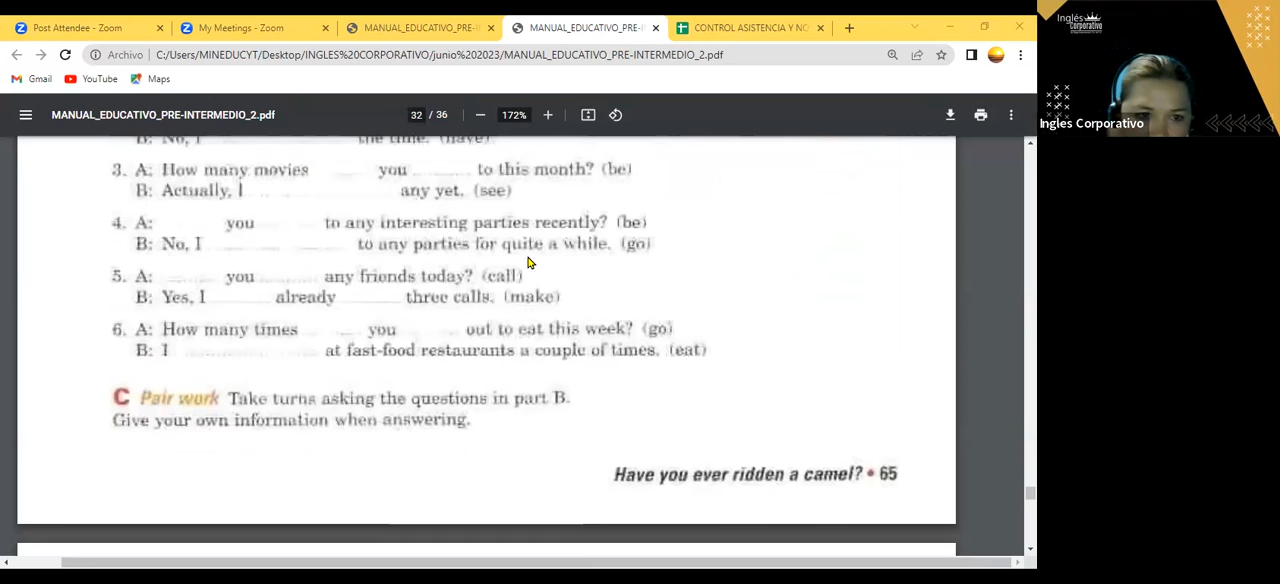 Post Attendee - Zoom
My Meetings - Zoom
MANUAL_EDUCATIVO_PRE-I
MANUAL_EDUCATIVO_PRE-I
CONTROL ASISTENCIA Y NO
Archivo C:/Users/MINEDUCYT/Desktop/INGLES%20CORPORATIVO/junio%202023/MANUAL_EDUCATIVO_PRE-INTERMEDIO_2.pdf
Gmail YouTube Maps
MANUAL_EDUCATIVO_PRE-INTERMEDIO_2.pdf
32 / 36
172%
B: No, I the time. (have)
3. A: How many movies you to this month? (be)
B: Actually, I any yet. (see)
4. A: you to any interesting parties recently? (be)
B: No, I to any parties for quite a while. (go)
5. A: you any friends today? (call)
B: Yes, I already three calls. (make)
6. A: How many times you out to eat this week? (go)
B: I at fast-food restaurants a couple of times. (eat)
C Pair work Take turns asking the questions in part B.
Give your own information when answering.
Have you ever ridden a camel? • 65
Inglés
Corporativo
Ingles Corporativo